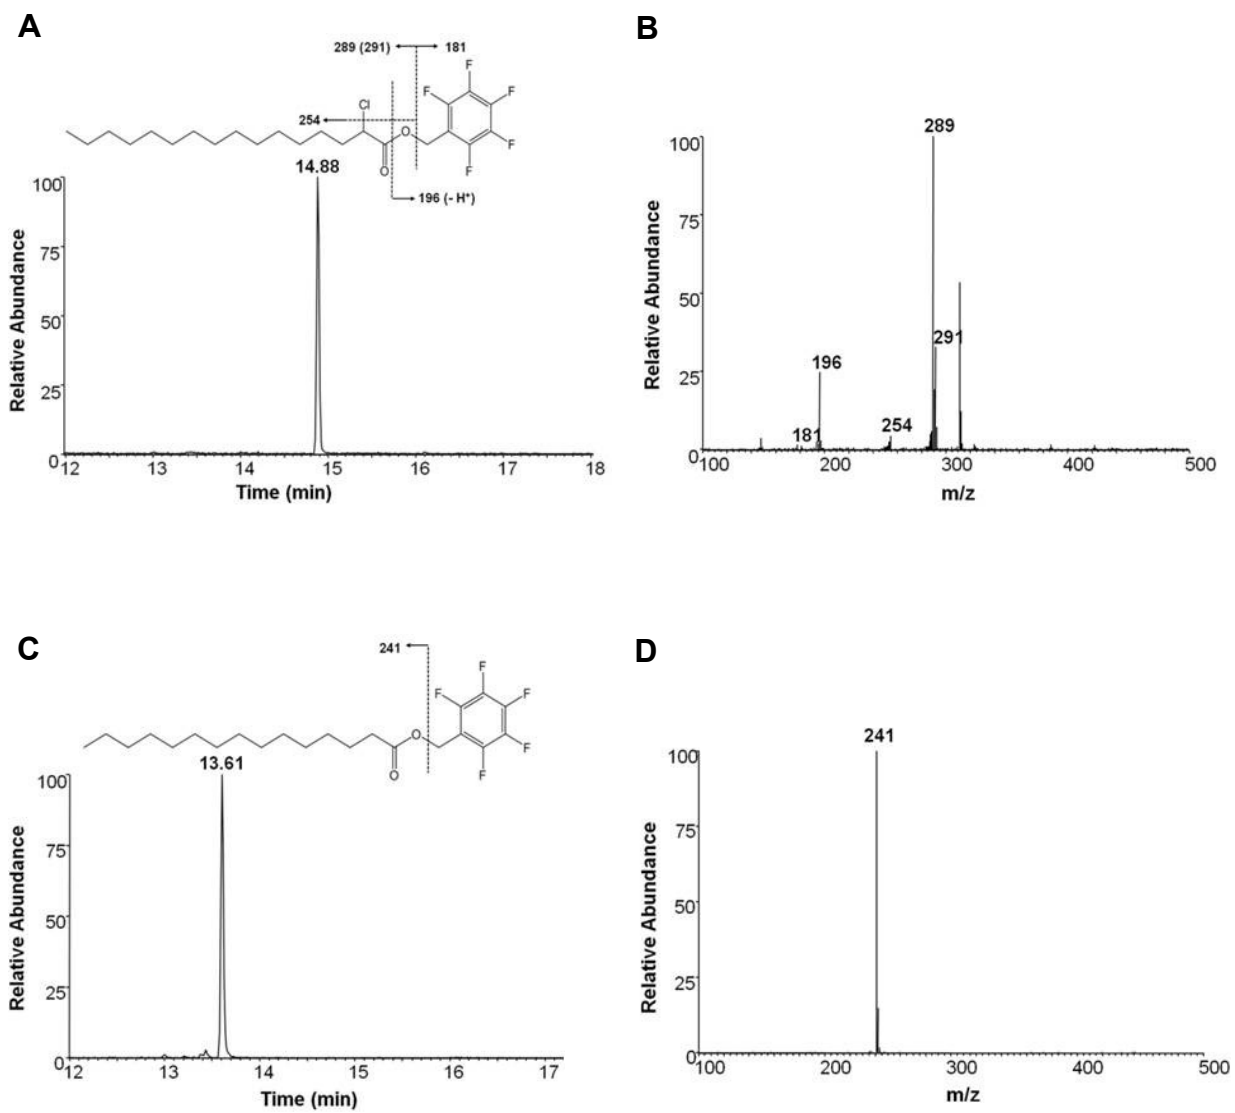 A
289 (291) 181
F
F F
Cl
254
O
F F
O
F
14.88
196 (- H⁺)
100
75
50
25
0
Relative Abundance
12 13 14 15 16 17 18
Time (min)
B
289
100
75
50
25
0
Relative Abundance
291
196
254
181
100 200 300 400 500
m/z
C
241
F
F F
O
F F
O
F
13.61
100
75
50
25
0
Relative Abundance
12 13 14 15 16 17
Time (min)
D
241
100
75
50
25
0
Relative Abundance
100 200 300 400 500
m/z